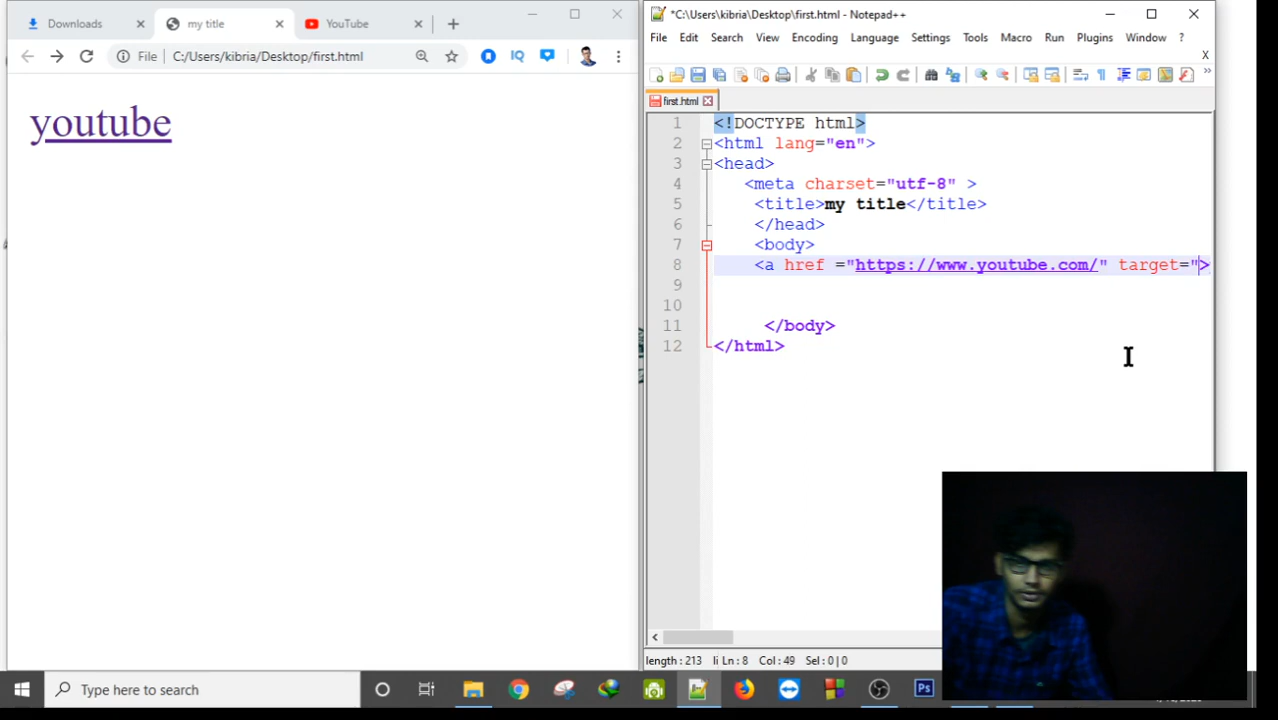 Downloads
my title
YouTube
File C:/Users/kibria/Desktop/first.html
IQ
youtube
*C:\Users\kibria\Desktop\first.html - Notepad++
File Edit Search View Encoding Language Settings Tools Macro Run Plugins Window ?
X
first.html
1 <!DOCTYPE html>
2 <html lang="en">
3 <head>
4 <meta charset="utf-8" >
5 <title>my title</title>
6 </head>
7 <body>
8 <a href ="https://www.youtube.com/" target=">
9
10
11 </body>
12 </html>
length : 213 li Ln : 8 Col : 49 Sel : 0 | 0
Type here to search
Ps